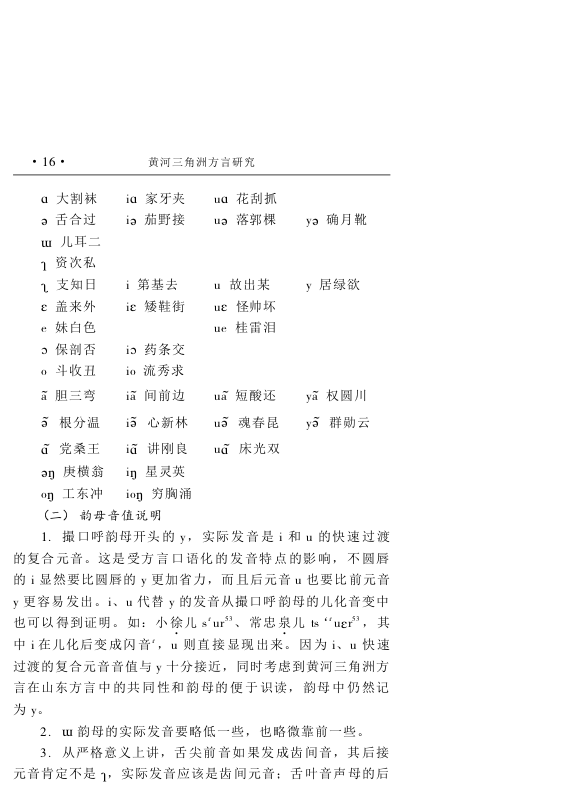 ·16· 黄河三角洲方言研究
ɑ 大割袜 iɑ 家牙夹 uɑ 花刮抓
ə 舌合过 iə 茄野接 uə 落郭棵 yə 确月靴
ɯ 儿耳二
ɿ 资次私
ʅ 支知日 i 第基去 u 故出某 y 居绿欲
ɛ 盖来外 iɛ 矮鞋街 uɛ 怪帅坏
e 妹白色 ue 桂雷泪
ɔ 保剖否 iɔ 药条交
o 斗收丑 io 流秀求
ã 胆三弯 iã 间前边 uã 短酸还 yã 权圆川
ə̃ 根分温 iə̃ 心新林 uə̃ 魂春昆 yə̃ 群勋云
ɑ̃ 党桑王 iɑ̃ 讲刚良 uɑ̃ 床光双
əŋ 庚横翁 iŋ 星灵英
oŋ 工东冲 ioŋ 穷胸涌
(二) 韵母音值说明
1. 撮口呼韵母开头的 y，实际发音是 i 和 u 的快速过渡
的复合元音。这是受方言口语化的发音特点的影响，不圆唇
的 i 显然要比圆唇的 y 更加省力，而且后元音 u 也要比前元音
y 更容易发出。i、u 代替 y 的发音从撮口呼韵母的儿化音变中
也可以得到证明。如：小徐儿 sʳur⁵³、常忠泉儿 ts ʻʳuɛr⁵³，其
中 i 在儿化后变成闪音ʳ，u 则直接显现出来。因为 i、u 快速
过渡的复合元音音值与 y 十分接近，同时考虑到黄河三角洲方
言在山东方言中的共同性和韵母的便于识读，韵母中仍然记
为 y。
2. ɯ 韵母的实际发音要略低一些，也略微靠前一些。
3. 从严格意义上讲，舌尖前音如果发成齿间音，其后接
元音肯定不是 ɿ，实际发音应该是齿间元音；舌叶音声母的后